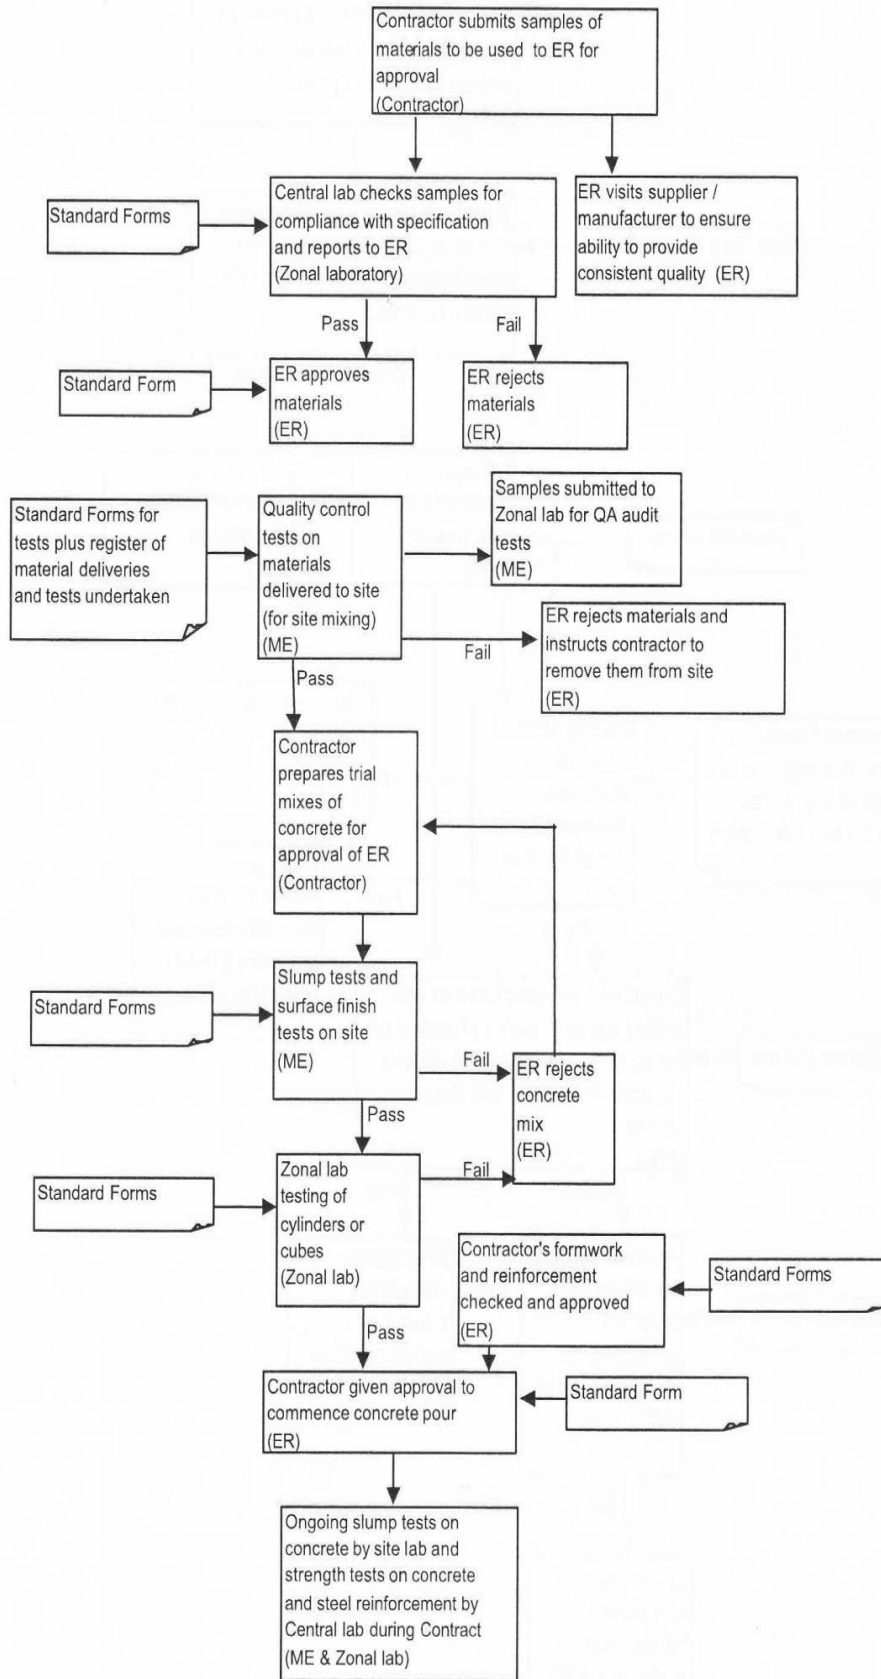 Contractor submits samples of
materials to be used to ER for
approval
(Contractor)
Standard Forms
Central lab checks samples for
compliance with specification
and reports to ER
(Zonal laboratory)
ER visits supplier /
manufacturer to ensure
ability to provide
consistent quality (ER)
Pass
Fail
Standard Form
ER approves
materials
(ER)
ER rejects
materials
(ER)
Standard Forms for
tests plus register of
material deliveries
and tests undertaken
Quality control
tests on
materials
delivered to site
(for site mixing)
(ME)
Samples submitted to
Zonal lab for QA audit
tests
(ME)
Fail
ER rejects materials and
instructs contractor to
remove them from site
(ER)
Pass
Contractor
prepares trial
mixes of
concrete for
approval of ER
(Contractor)
Standard Forms
Slump tests and
surface finish
tests on site
(ME)
Fail
ER rejects
concrete
mix
(ER)
Pass
Standard Forms
Zonal lab
testing of
cylinders or
cubes
(Zonal lab)
Fail
Contractor's formwork
and reinforcement
checked and approved
(ER)
Standard Forms
Pass
Contractor given approval to
commence concrete pour
(ER)
Standard Form
Ongoing slump tests on
concrete by site lab and
strength tests on concrete
and steel reinforcement by
Central lab during Contract
(ME & Zonal lab)